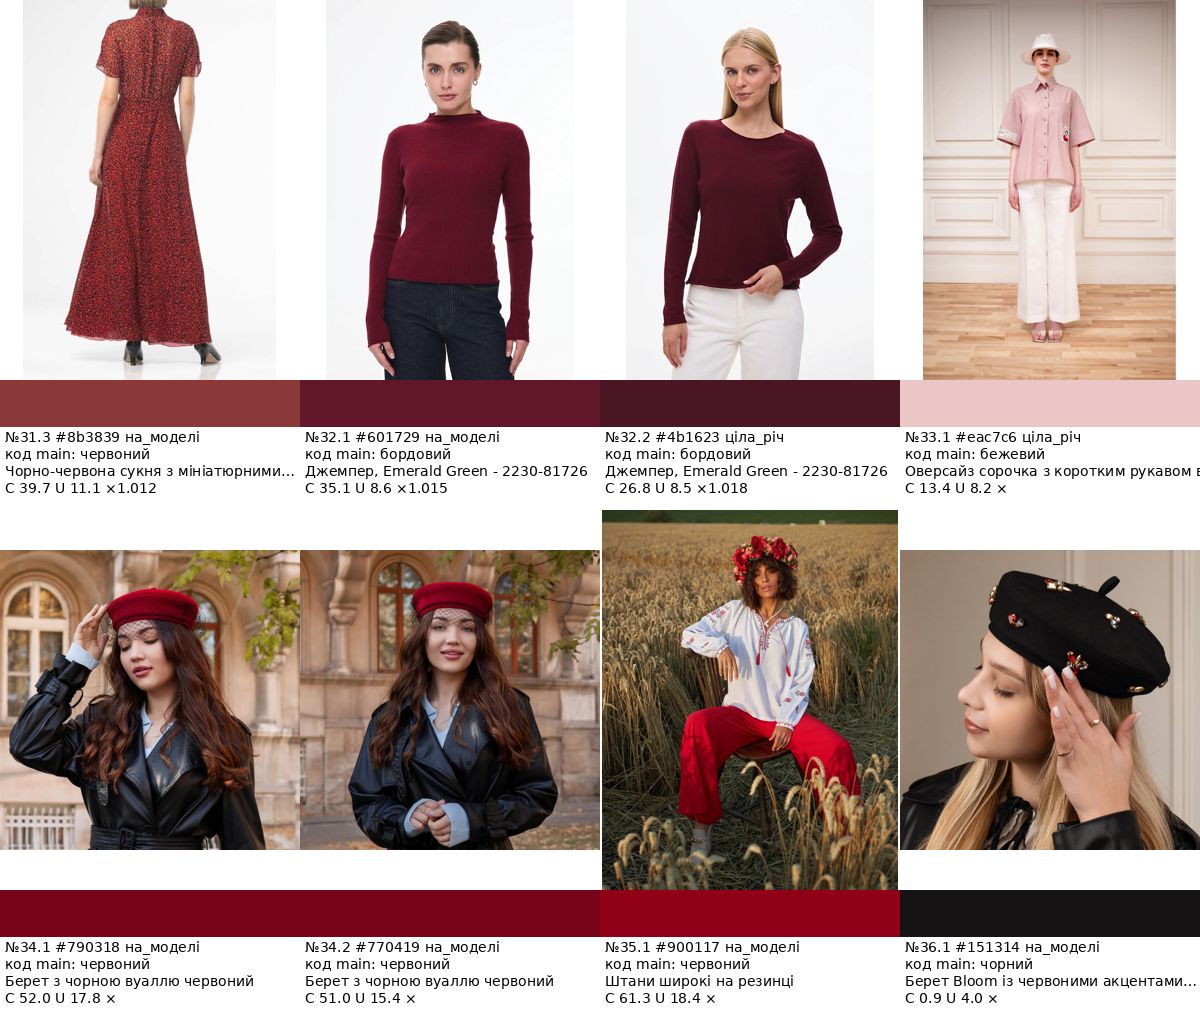 №31.3 #8b3839 на_моделі
код main: червоний
Чорно-червона сукня з мініатюрними...
C 39.7 U 11.1 ×1.012
№32.1 #601729 на_моделі
код main: бордовий
Джемпер, Emerald Green - 2230-81726
C 35.1 U 8.6 ×1.015
№32.2 #4b1623 ціла_річ
код main: бордовий
Джемпер, Emerald Green - 2230-81726
C 26.8 U 8.5 ×1.018
№33.1 #eac7c6 ціла_річ
код main: бежевий
Оверсайз сорочка з коротким рукавом в
C 13.4 U 8.2 ×
№34.1 #790318 на_моделі
код main: червоний
Берет з чорною вуаллю червоний
C 52.0 U 17.8 ×
№34.2 #770419 на_моделі
код main: червоний
Берет з чорною вуаллю червоний
C 51.0 U 15.4 ×
№35.1 #900117 на_моделі
код main: червоний
Штани широкі на резинці
C 61.3 U 18.4 ×
№36.1 #151314 на_моделі
код main: чорний
Берет Bloom із червоними акцентами...
C 0.9 U 4.0 ×